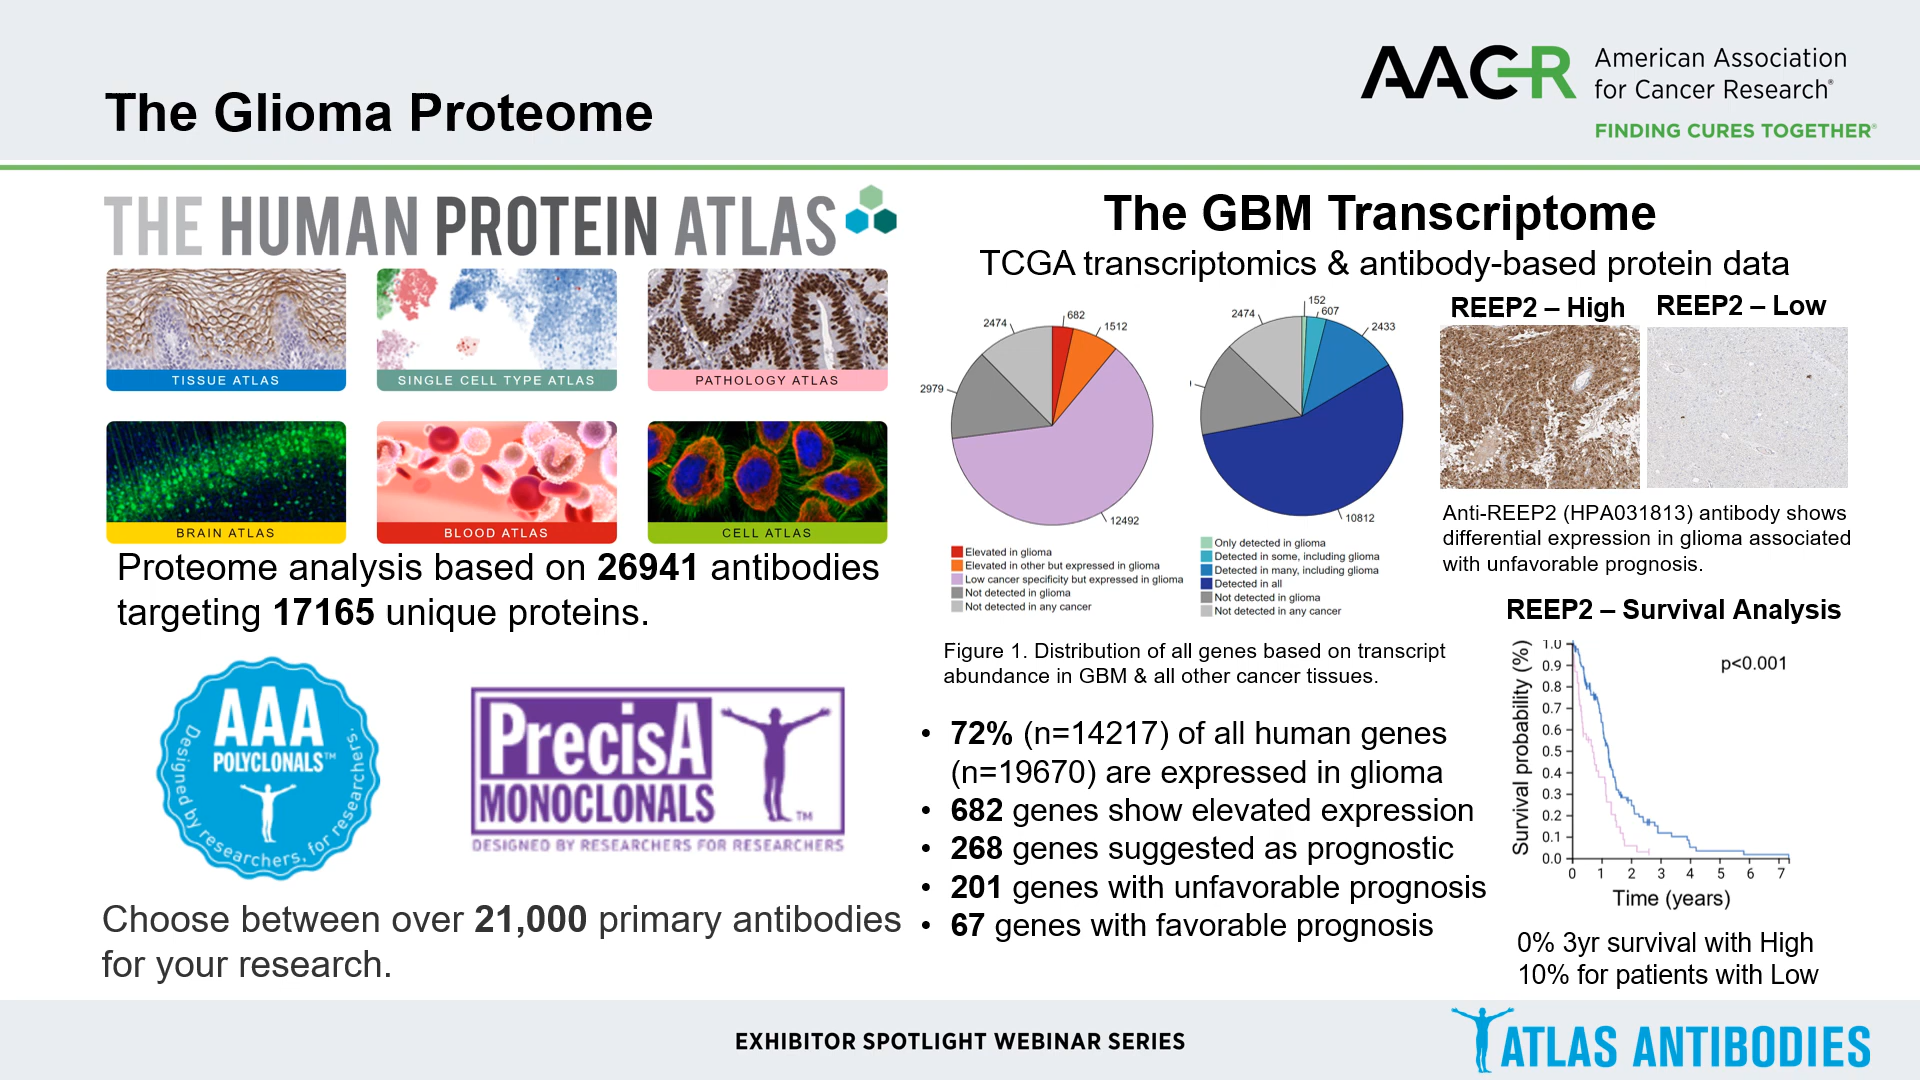 The Glioma Proteome
AACR
American Association
for Cancer Research®
FINDING CURES TOGETHER®
THE HUMAN PROTEIN ATLAS
TISSUE ATLAS
SINGLE CELL TYPE ATLAS
PATHOLOGY ATLAS
BRAIN ATLAS
BLOOD ATLAS
CELL ATLAS
Proteome analysis based on 26941 antibodies
targeting 17165 unique proteins.
AAA
POLYCLONALS™
Designed by researchers, for researchers.
PrecisA
MONOCLONALS
™
DESIGNED BY RESEARCHERS FOR RESEARCHERS
Choose between over 21,000 primary antibodies
for your research.
The GBM Transcriptome
TCGA transcriptomics & antibody-based protein data
2474
682
1512
2979
12492
Elevated in glioma
Elevated in other but expressed in glioma
Low cancer specificity but expressed in glioma
Not detected in glioma
Not detected in any cancer
2474
152
607
2433
10812
Only detected in glioma
Detected in some, including glioma
Detected in many, including glioma
Detected in all
Not detected in glioma
Not detected in any cancer
Figure 1. Distribution of all genes based on transcript
abundance in GBM & all other cancer tissues.
• 72% (n=14217) of all human genes
(n=19670) are expressed in glioma
• 682 genes show elevated expression
• 268 genes suggested as prognostic
• 201 genes with unfavorable prognosis
• 67 genes with favorable prognosis
REEP2 – High
REEP2 – Low
Anti-REEP2 (HPA031813) antibody shows
differential expression in glioma associated
with unfavorable prognosis.
REEP2 – Survival Analysis
Survival probability (%)
1.0
0.9
0.8
0.7
0.6
0.5
0.4
0.3
0.2
0.1
0.0
p<0.001
0 1 2 3 4 5 6 7
Time (years)
0% 3yr survival with High
10% for patients with Low
EXHIBITOR SPOTLIGHT WEBINAR SERIES
ATLAS ANTIBODIES